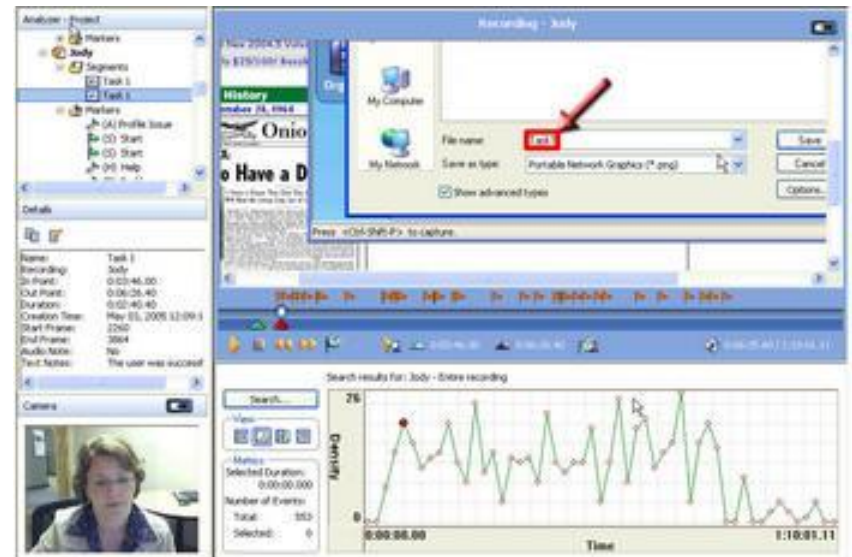 Analyzer - Project
Markers
Jody
Segments
Task 1
Task 1
Markers
(A) Profile Issue
(S) Start
(S) Start
(H) Help
Details
Name: Task 1
Recording: Jody
In Point: 0:03:46.00
Out Point: 0:06:26.40
Duration: 0:02:40.40
Creation Time: May 03, 2005 12:09:1
Start Frame: 2260
End Frame: 3864
Audio Note: No
Text Notes: The user was successf
Camera
Recording - Jody
History
Onio
o Have a D
My Computer
My Network
File name:
Save as type: Portable Network Graphics (*.png)
Show advanced types
Save
Cancel
Options...
Press <Ctrl-Shift-P> to capture.
Search results for: Jody - Entire recording
Search...
View
Metrics
Selected Duration:
0:00:00.000
Number of Events:
Total: 553
Selected: 0
26
Density
0
0:00:00.00
Time
1:10:01.11